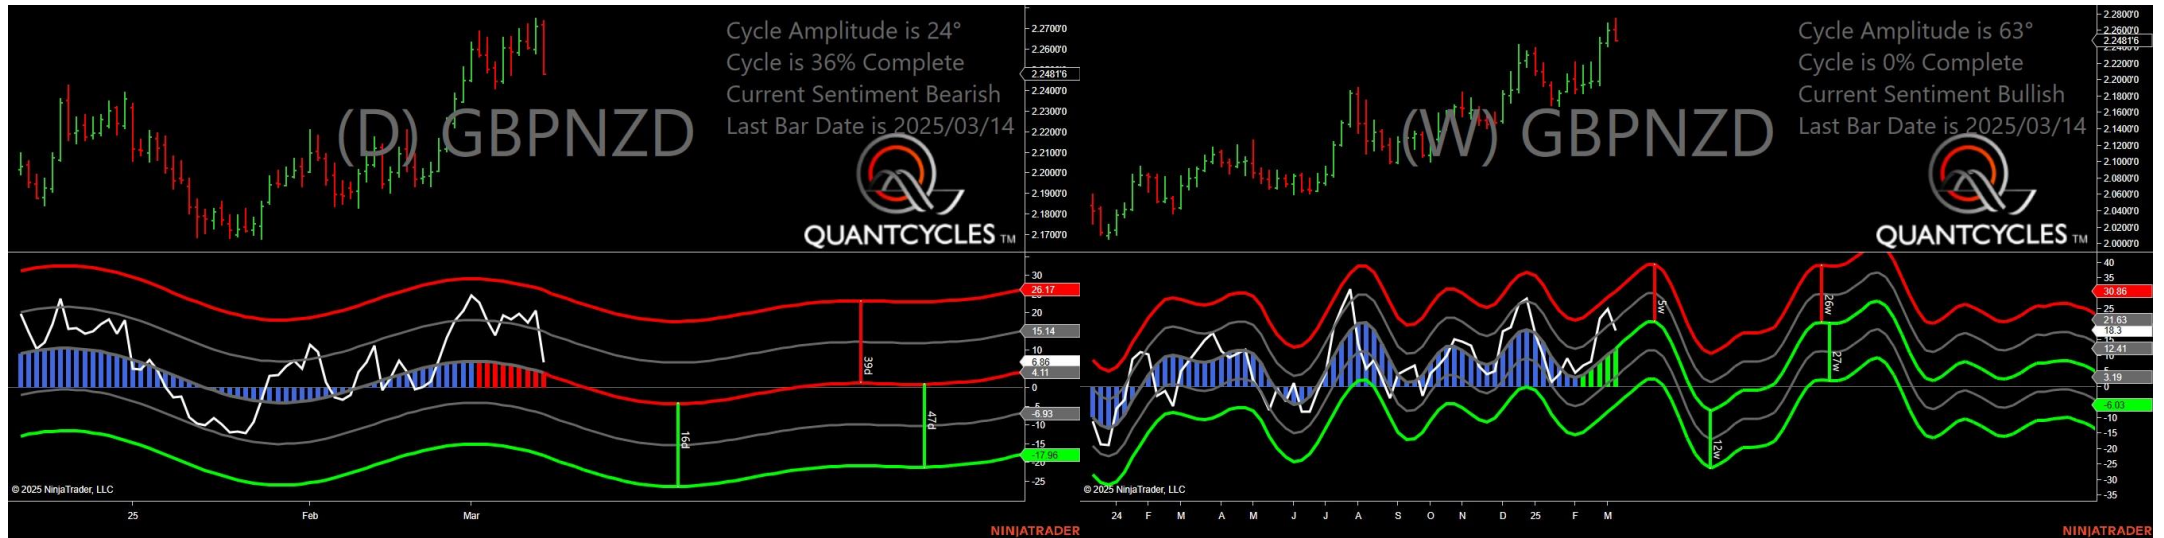 Cycle Amplitude is 24°
Cycle is 36% Complete
Current Sentiment Bearish
Last Bar Date is 2025/03/14
(D) GBPNZD
QUANTCYCLES TM
2.2700'0
2.2600'0
2.2481'6
2.2400'0
2.2300'0
2.2200'0
2.2100'0
2.2000'0
2.1900'0
2.1800'0
2.1700'0
30
26.17
20
15.14
10
6.86
4.11
0
-6.93
-10
-15
-17.96
-20
-25
39d
16d
47d
© 2025 NinjaTrader, LLC
25 Feb Mar
NINJATRADER
Cycle Amplitude is 63°
Cycle is 0% Complete
Current Sentiment Bullish
Last Bar Date is 2025/03/14
(W) GBPNZD
QUANTCYCLES TM
2.2800'0
2.2600'0
2.2481'6
2.2200'0
2.2000'0
2.1800'0
2.1600'0
2.1400'0
2.1200'0
2.1000'0
2.0800'0
2.0600'0
2.0400'0
2.0200'0
2.0000'0
40
35
30.86
25
21.63
18.3
12.41
3.19
0
-6.03
-10
-15
-20
-25
-30
-35
5w
26w
27w
12w
© 2025 NinjaTrader, LLC
24 F M A M J J A S O N D 25 F M
NINJATRADER